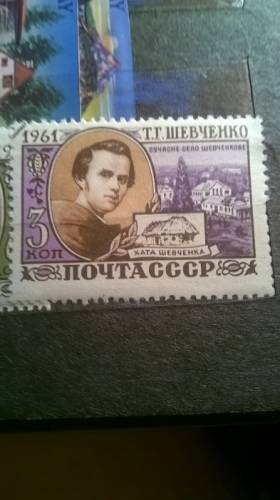 1961 Т.Г. ШЕВЧЕНКО
СУЧАСНЕ СЕЛО ШЕВЧЕНКОВЕ
3
КОП
ХАТА ШЕВЧЕНКА
ПОЧТА СССР